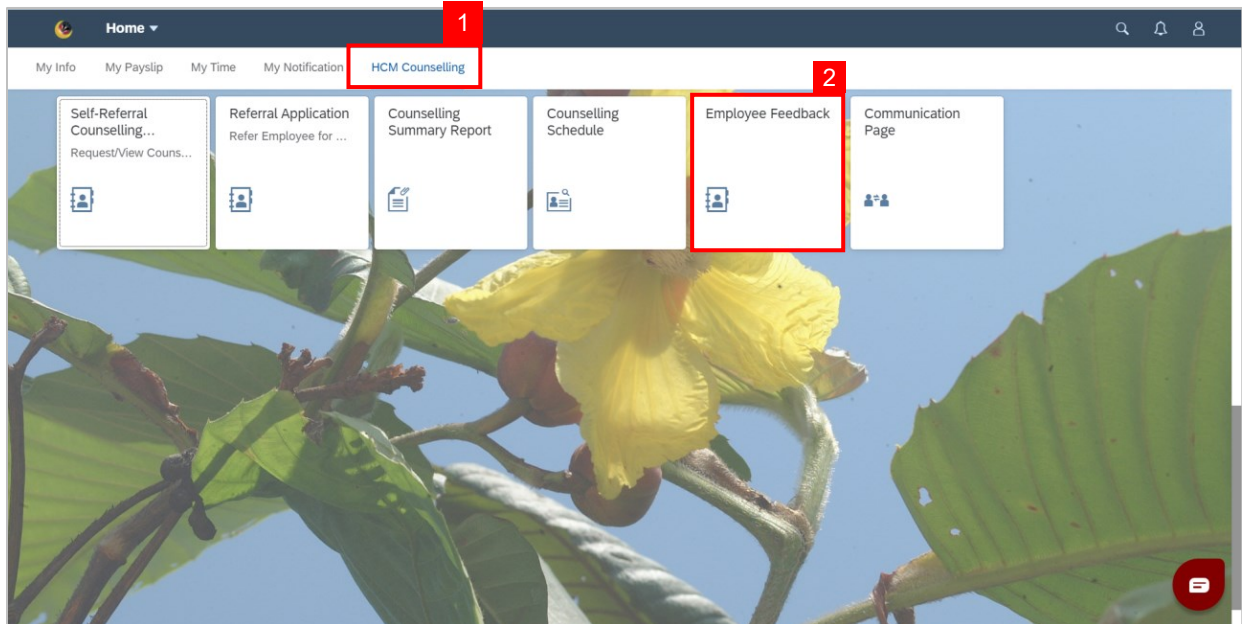 1
Home
My Info My Payslip My Time My Notification HCM Counselling
2
Self-Referral
Counselling...
Request/View Couns...
Referral Application
Refer Employee for ...
Counselling
Summary Report
Counselling
Schedule
Employee Feedback
Communication
Page